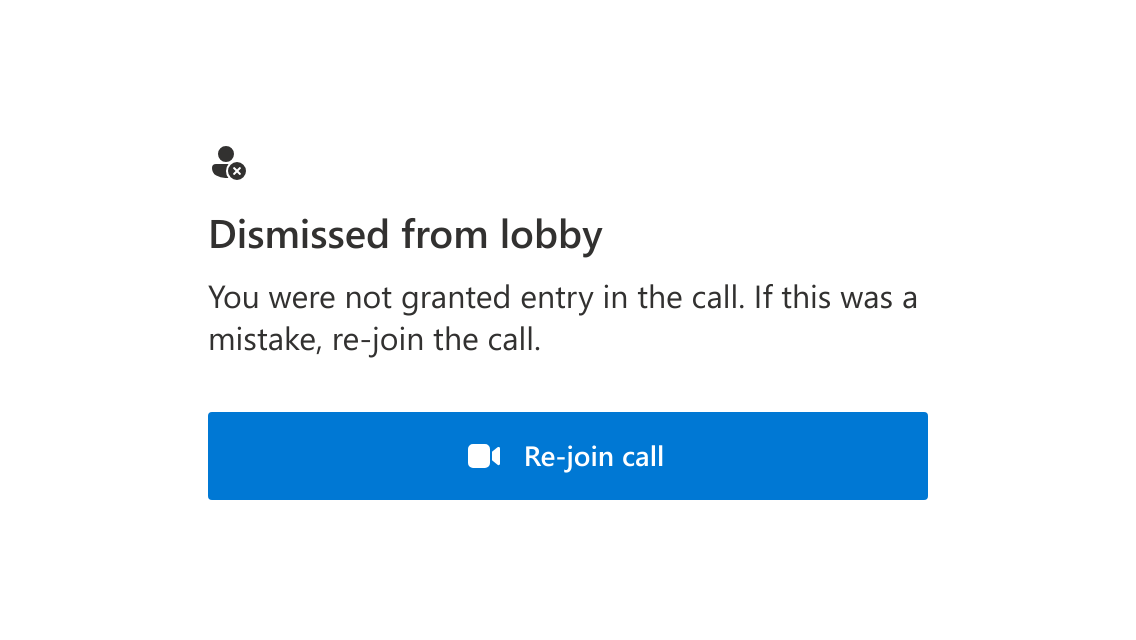 Dismissed from lobby
You were not granted entry in the call. If this was a
mistake, re-join the call.
Re-join call